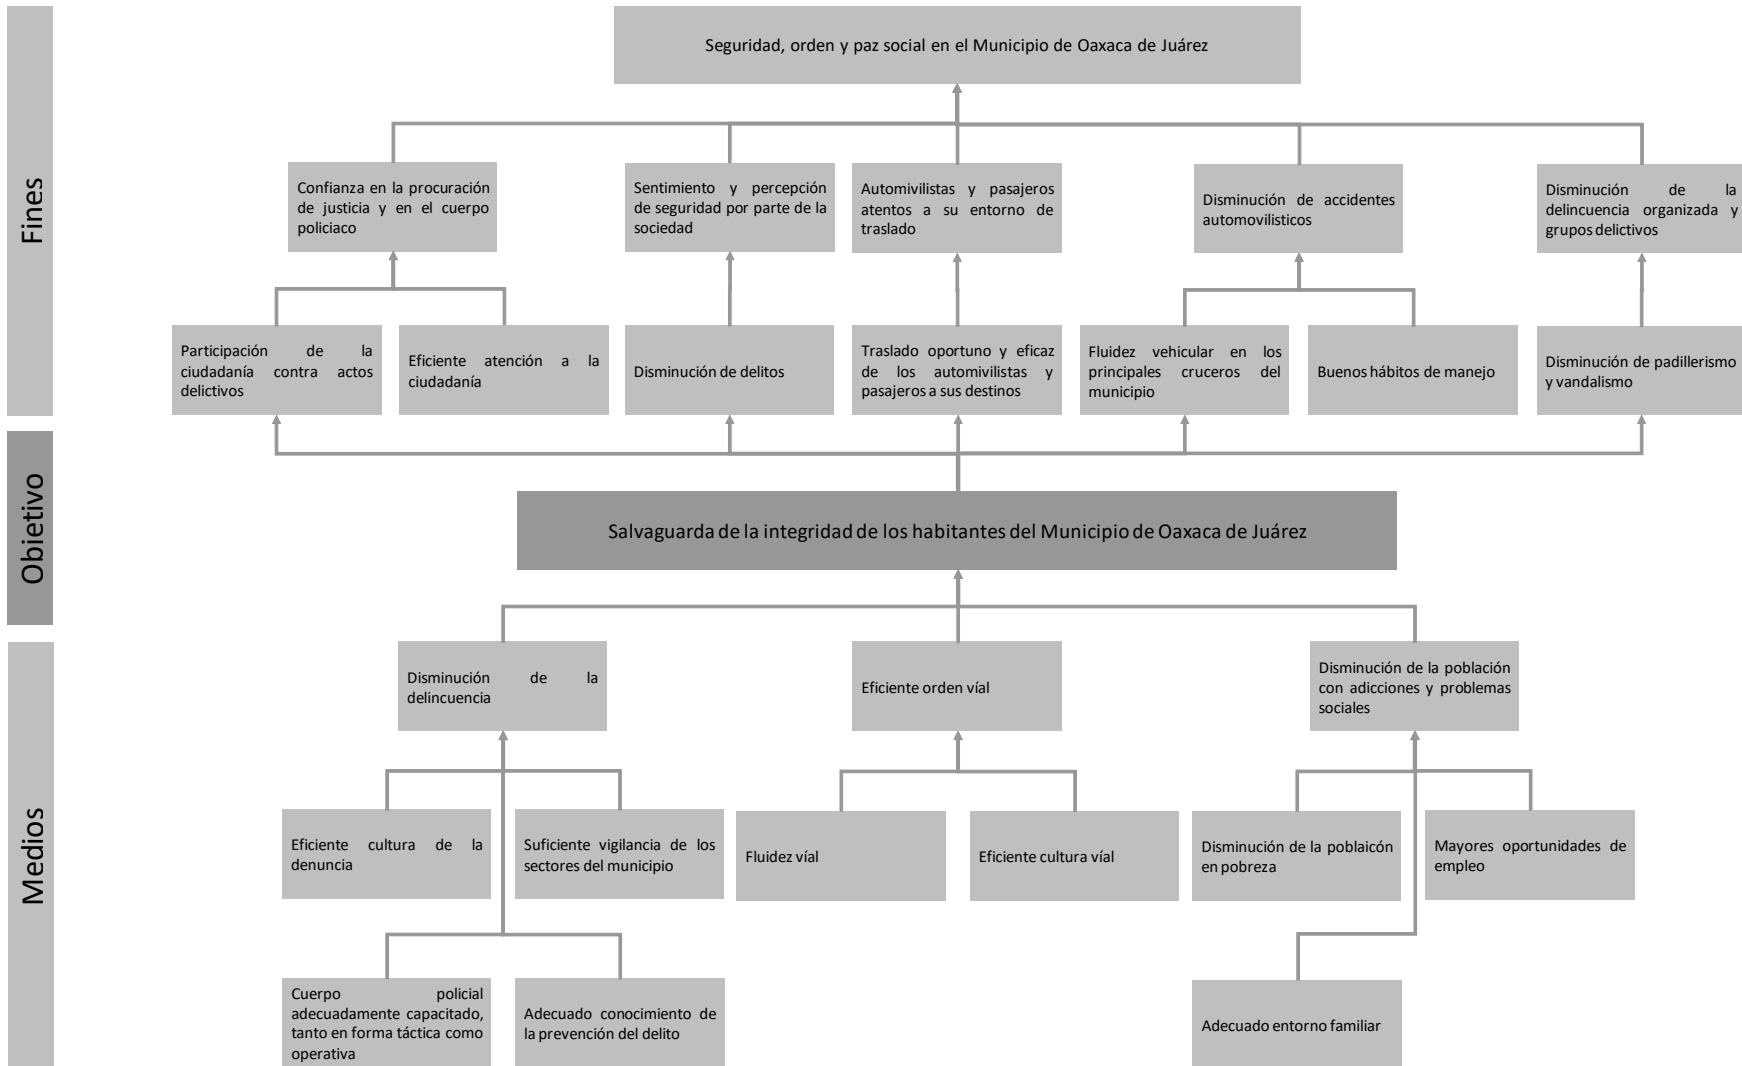 Fines
Seguridad, orden y paz social en el Municipio de Oaxaca de Juárez
Confianza en la procuración
de justicia y en el cuerpo
policiaco
Sentimiento y percepción
de seguridad por parte de la
sociedad
Automivilistas y pasajeros
atentos a su entorno de
traslado
Disminución de accidentes
automovilisticos
Disminución de la
delincuencia organizada y
grupos delictivos
Participación de la
ciudadanía contra actos
delictivos
Eficiente atención a la
ciudadanía
Disminución de delitos
Traslado oportuno y eficaz
de los automivilistas y
pasajeros a sus destinos
Fluidez vehicular en los
principales cruceros del
municipio
Buenos hábitos de manejo
Disminución de padillerismo
y vandalismo
Objetivo
Salvaguarda de la integridad de los habitantes del Municipio de Oaxaca de Juárez
Medios
Disminución de la
delincuencia
Eficiente orden víal
Disminución de la población
con adicciones y problemas
sociales
Eficiente cultura de la
denuncia
Suficiente vigilancia de los
sectores del municipio
Fluidez víal
Eficiente cultura víal
Disminución de la poblaicón
en pobreza
Mayores oportunidades de
empleo
Cuerpo policial
adecuadamente capacitado,
tanto en forma táctica como
operativa
Adecuado conocimiento de
la prevención del delito
Adecuado entorno familiar